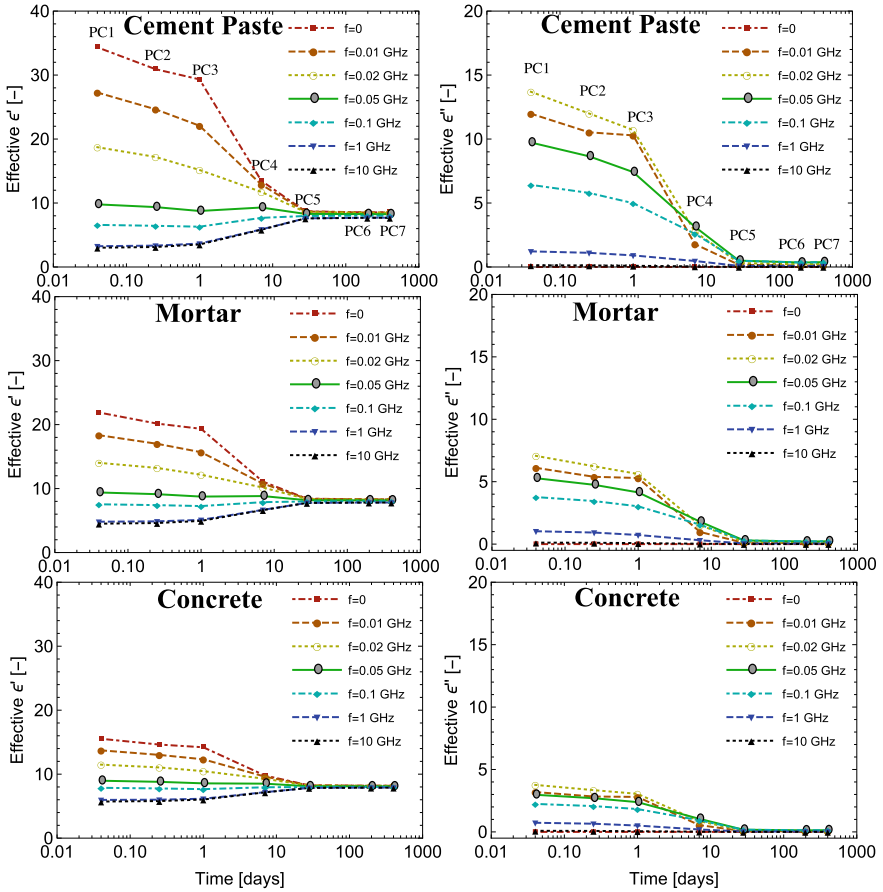 Cement Paste
Effective ϵ' [−]
40
30
20
10
0
PC1
PC2
PC3
PC4
PC5
PC6
PC7
f=0
f=0.01 GHz
f=0.02 GHz
f=0.05 GHz
f=0.1 GHz
f=1 GHz
f=10 GHz
0.01
0.10
1
10
100
1000
Cement Paste
Effective ϵ'' [−]
20
15
10
5
0
PC1
PC2
PC3
PC4
PC5
PC6
PC7
f=0
f=0.01 GHz
f=0.02 GHz
f=0.05 GHz
f=0.1 GHz
f=1 GHz
f=10 GHz
0.01
0.10
1
10
100
1000
Mortar
Effective ϵ' [−]
40
30
20
10
0
f=0
f=0.01 GHz
f=0.02 GHz
f=0.05 GHz
f=0.1 GHz
f=1 GHz
f=10 GHz
0.01
0.10
1
10
100
1000
Mortar
Effective ϵ'' [−]
20
15
10
5
0
f=0
f=0.01 GHz
f=0.02 GHz
f=0.05 GHz
f=0.1 GHz
f=1 GHz
f=10 GHz
0.01
0.10
1
10
100
1000
Concrete
Effective ϵ' [−]
40
30
20
10
0
f=0
f=0.01 GHz
f=0.02 GHz
f=0.05 GHz
f=0.1 GHz
f=1 GHz
f=10 GHz
0.01
0.10
1
10
100
1000
Time [days]
Concrete
Effective ϵ'' [−]
20
15
10
5
0
f=0
f=0.01 GHz
f=0.02 GHz
f=0.05 GHz
f=0.1 GHz
f=1 GHz
f=10 GHz
0.01
0.10
1
10
100
1000
Time [days]